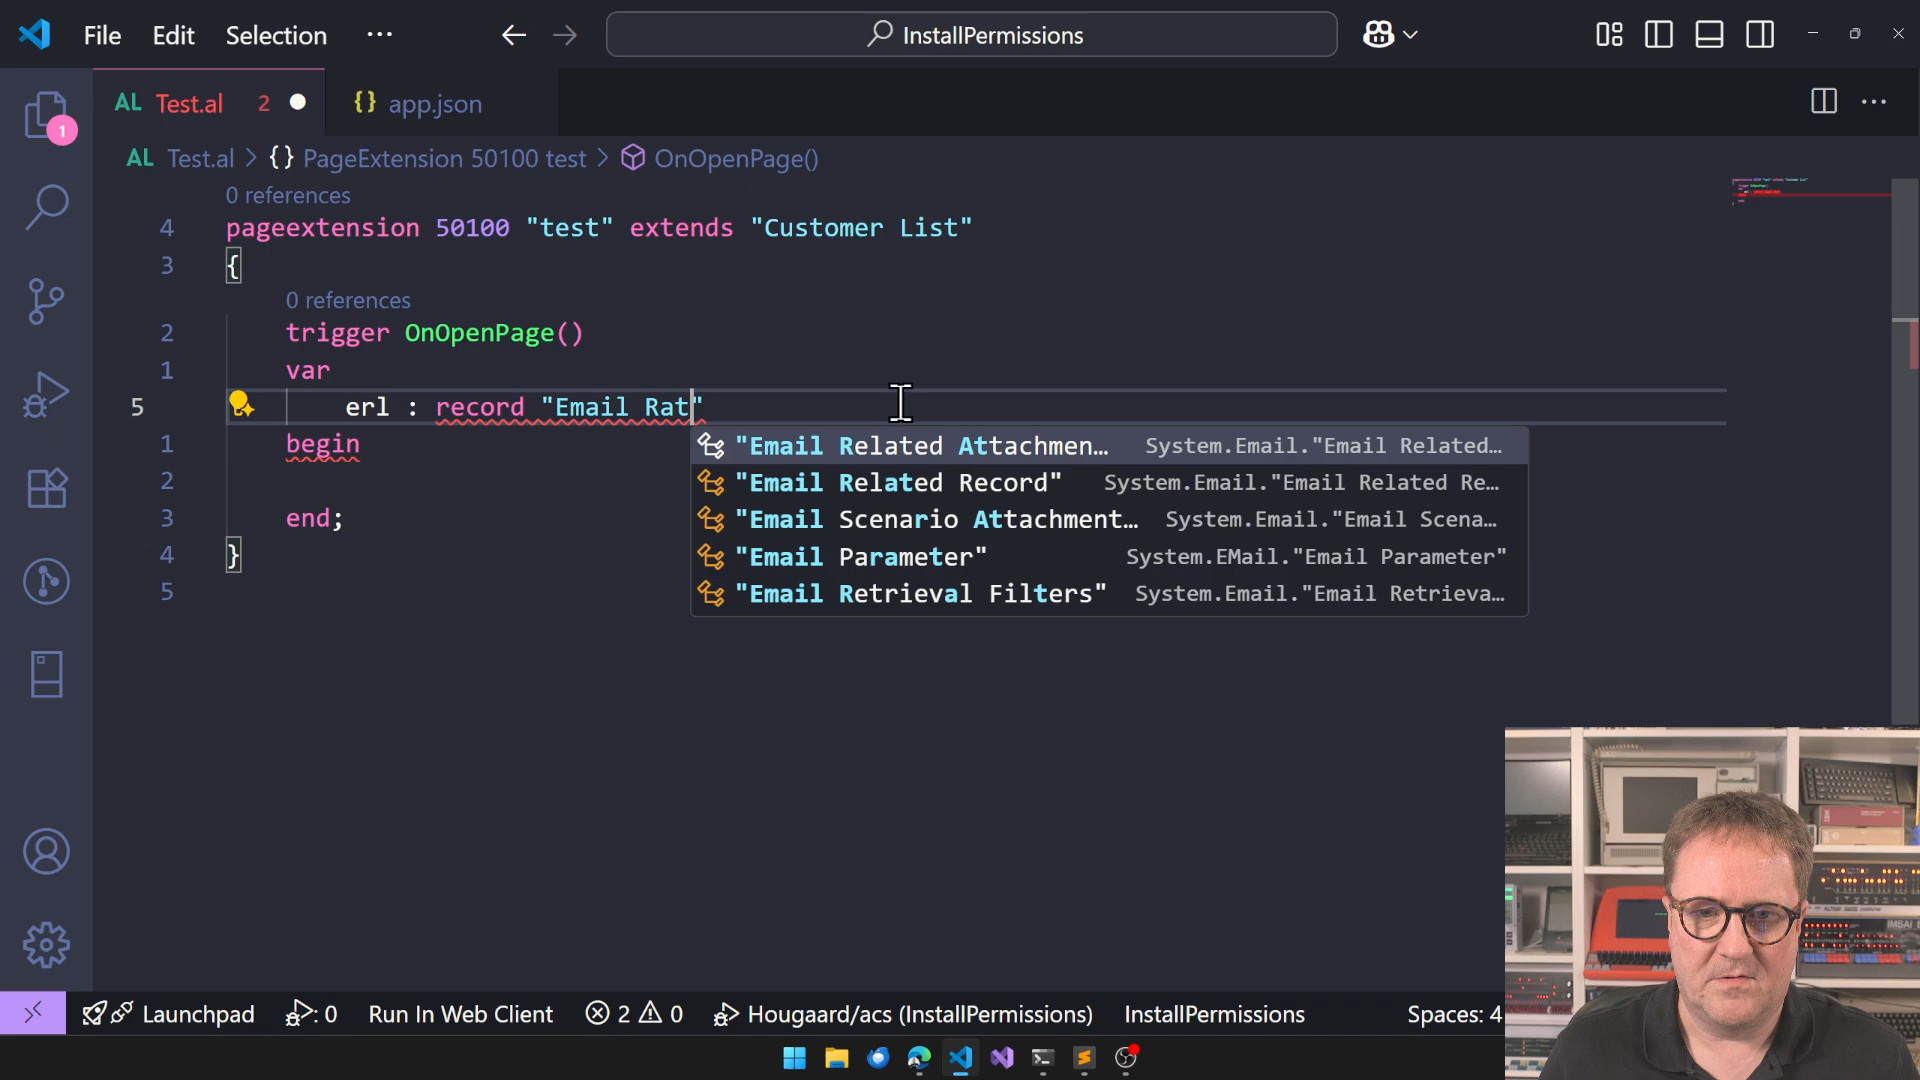 File Edit Selection ··· InstallPermissions
AL Test.al 2 {} app.json
1
AL Test.al > {} PageExtension 50100 test > OnOpenPage()
0 references
4 pageextension 50100 "test" extends "Customer List"
3 {
0 references
2 trigger OnOpenPage()
1 var
5 erl : record "Email Rat"
1 begin
2
3 end;
4 }
5
"Email Related Attachmen… System.Email."Email Related…
"Email Related Record" System.Email."Email Related Re…
"Email Scenario Attachment… System.Email."Email Scena…
"Email Parameter" System.EMail."Email Parameter"
"Email Retrieval Filters" System.Email."Email Retrieva…
Launchpad : 0 Run In Web Client 2 0 Hougaard/acs (InstallPermissions) InstallPermissions Spaces: 4